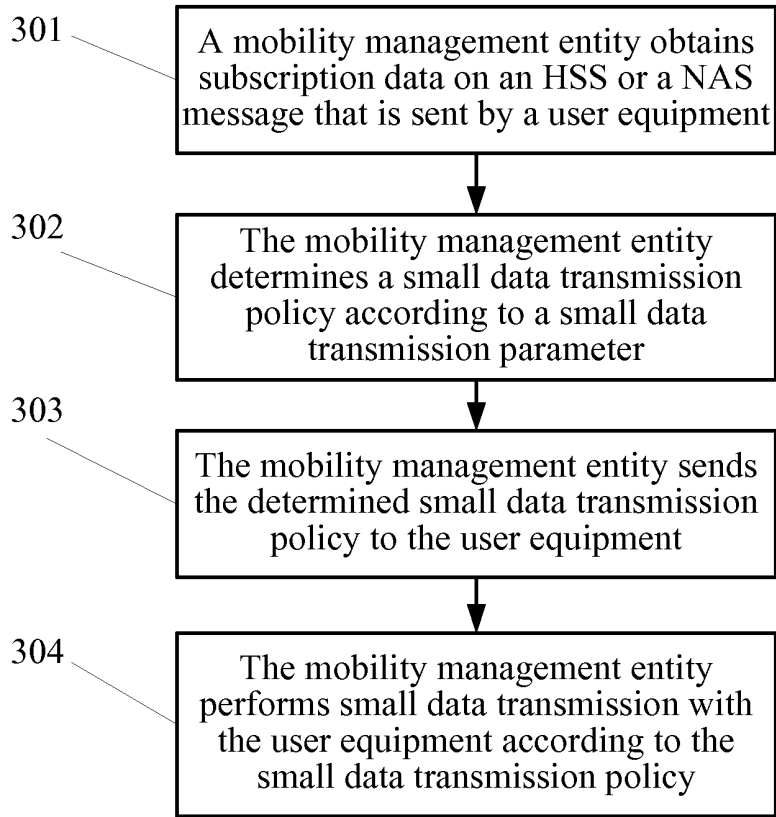 301
A mobility management entity obtains
subscription data on an HSS or a NAS
message that is sent by a user equipment
302
The mobility management entity
determines a small data transmission
policy according to a small data
transmission parameter
303
The mobility management entity sends
the determined small data transmission
policy to the user equipment
304
The mobility management entity
performs small data transmission with
the user equipment according to the
small data transmission policy